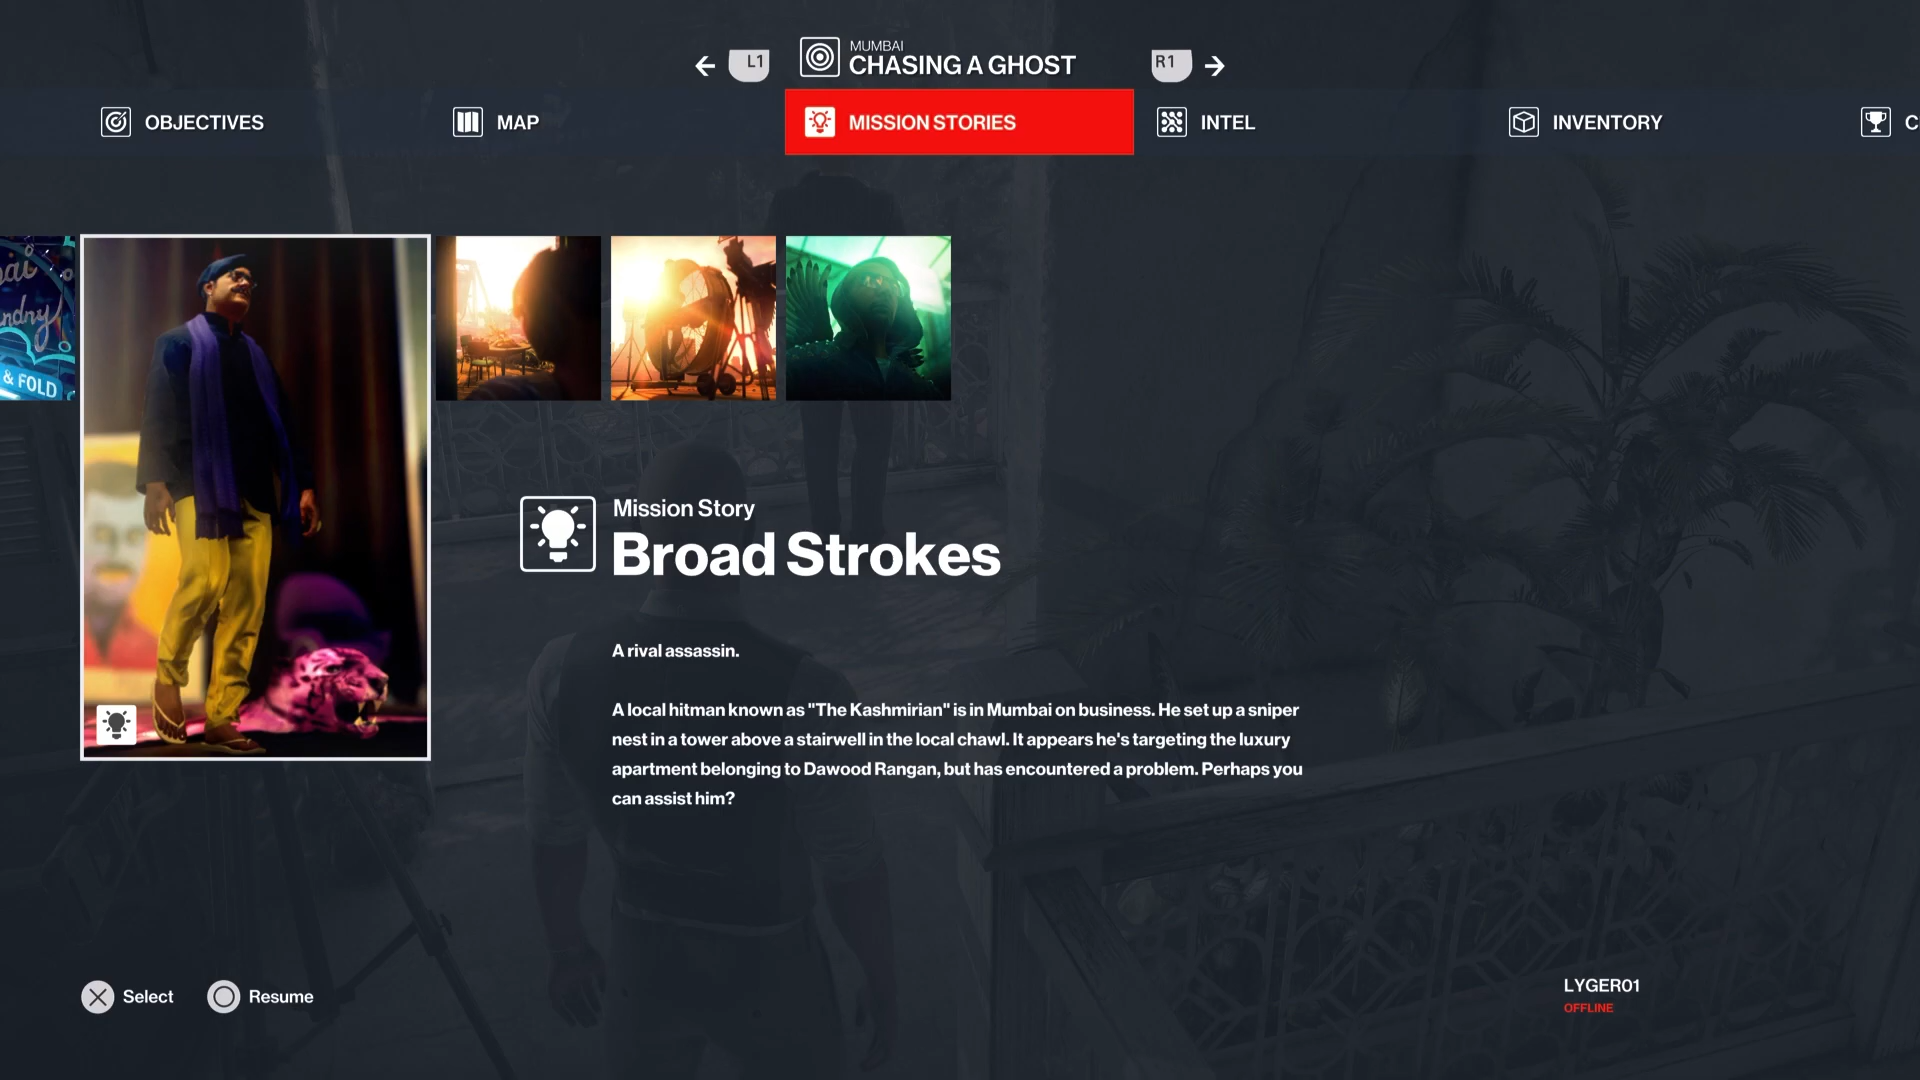 L1
MUMBAI
CHASING A GHOST
R1
OBJECTIVES
MAP
MISSION STORIES
INTEL
INVENTORY
C
& FOLD
Mission Story
Broad Strokes
A rival assassin.
A local hitman known as "The Kashmirian" is in Mumbai on business. He set up a sniper
nest in a tower above a stairwell in the local chawl. It appears he's targeting the luxury
apartment belonging to Dawood Rangan, but has encountered a problem. Perhaps you
can assist him?
Select
Resume
LYGER01
OFFLINE